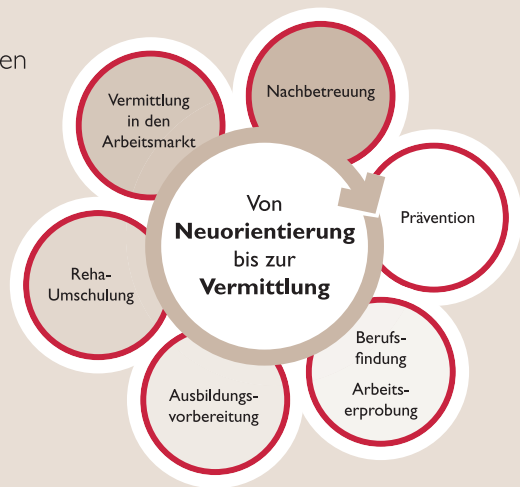 en
Von
Neuorientierung
bis zur
Vermittlung
Prävention
Berufs-
findung
Arbeits-
erprobung
Ausbildungs-
vorbereitung
Reha-
Umschulung
Vermittlung
in den
Arbeitsmarkt
Nachbetreuung